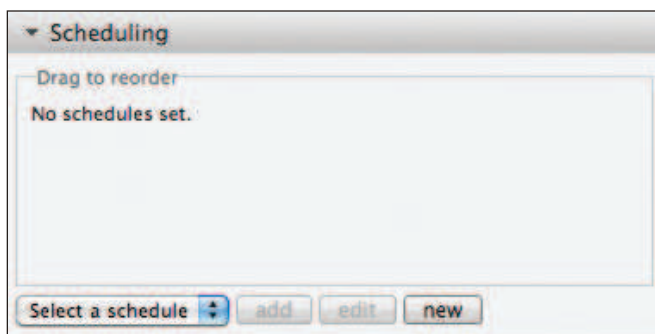 Scheduling
Drag to reorder
No schedules set.
Select a schedule add edit new